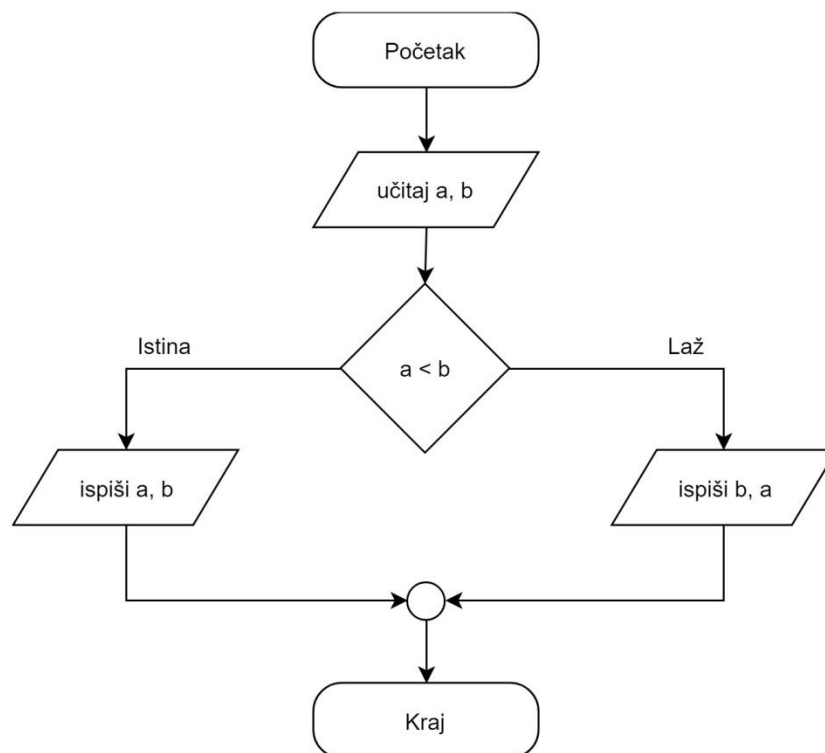 Početak
učitaj a, b
Istina
Laž
a < b
ispiši a, b
ispiši b, a
Kraj